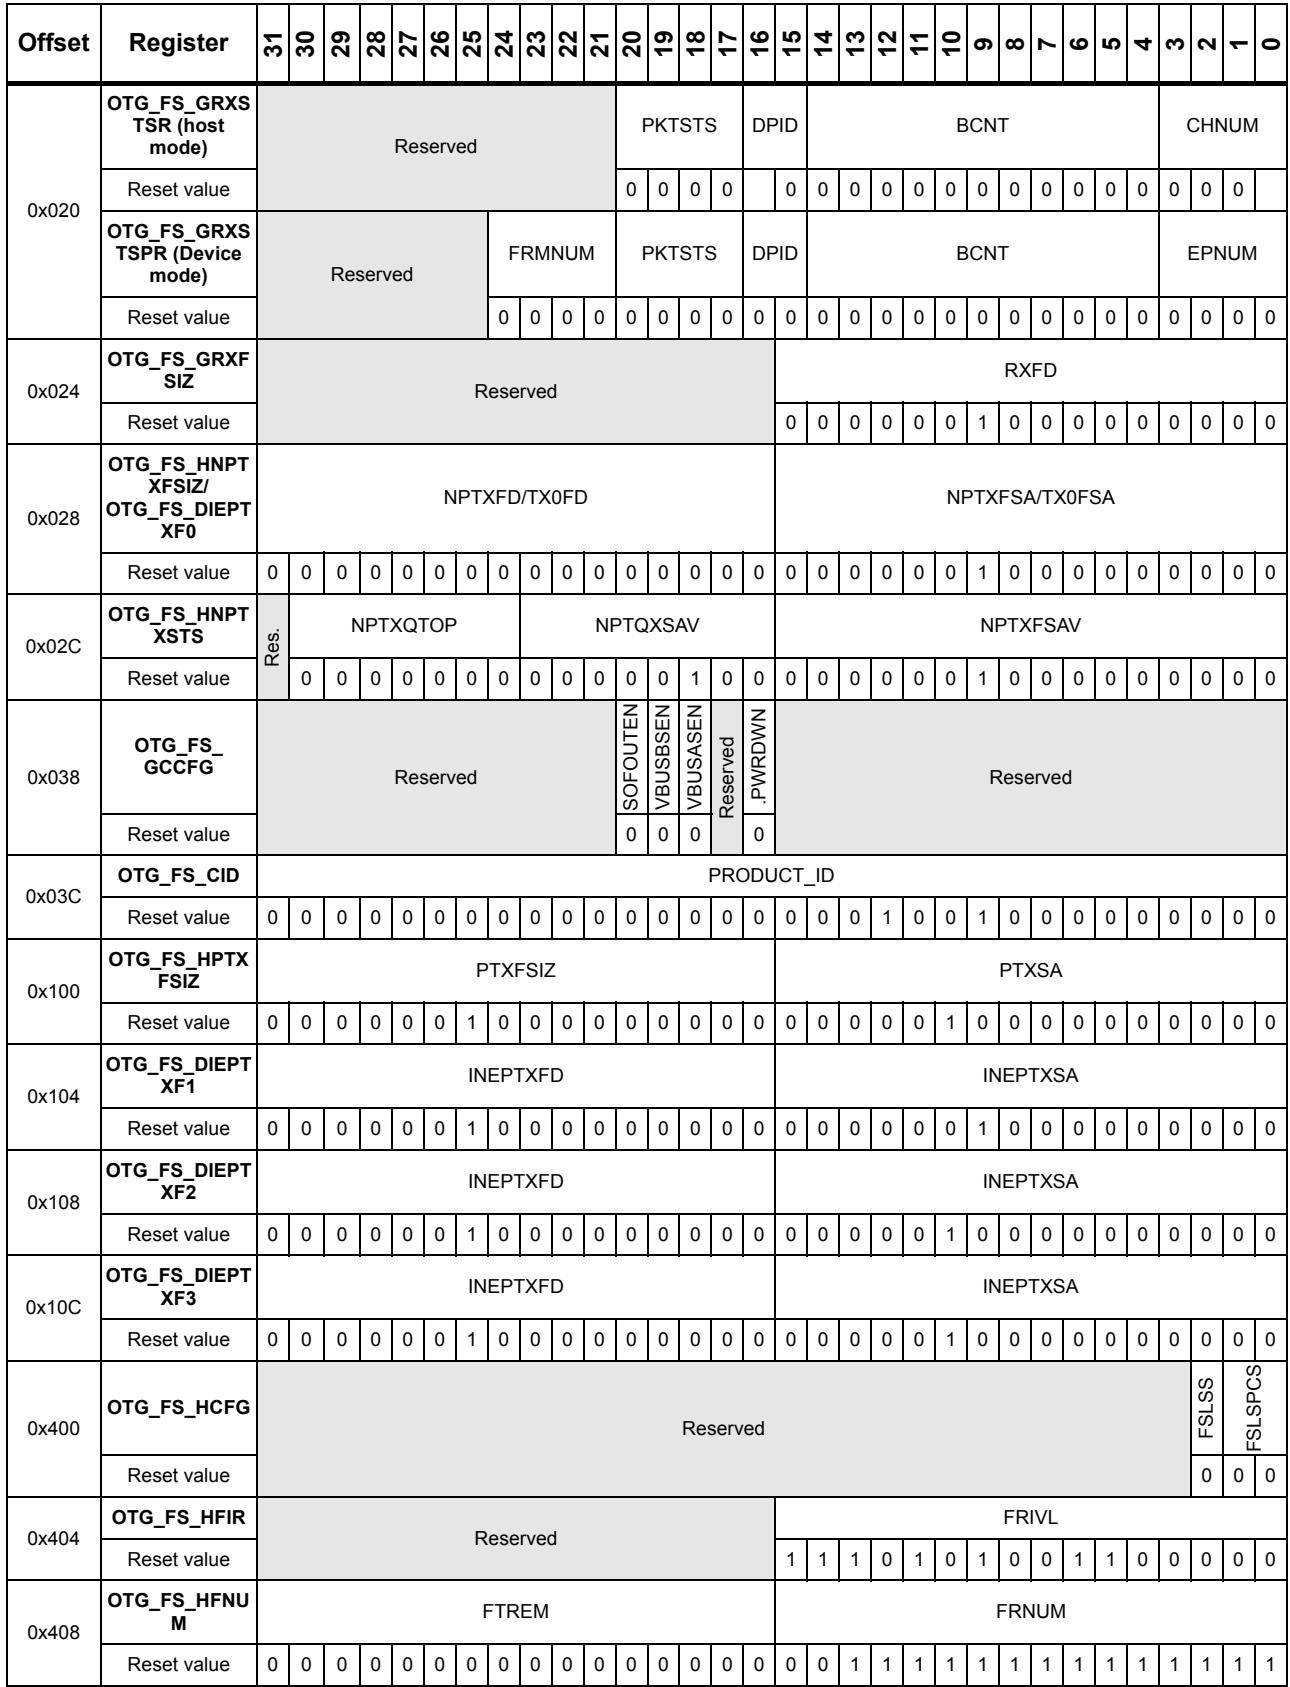 Offset Register 31 30 29 28 27 26 25 24 23 22 21 20 19 18 17 16 15 14 13 12 11 10 9 8 7 6 5 4 3 2 1 0
0x020
OTG_FS_GRXS
TSR (host
mode)
Reserved PKTSTS DPID BCNT CHNUM
Reset value 0 0 0 0 0 0 0 0 0 0 0 0 0 0 0 0 0 0 0
OTG_FS_GRXS
TSPR (Device
mode)
Reserved FRMNUM PKTSTS DPID BCNT EPNUM
Reset value 0 0 0 0 0 0 0 0 0 0 0 0 0 0 0 0 0 0 0 0 0 0 0 0 0
0x024
OTG_FS_GRXF
SIZ
Reserved RXFD
Reset value 0 0 0 0 0 0 1 0 0 0 0 0 0 0 0 0
0x028
OTG_FS_HNPT
XFSIZ/
OTG_FS_DIEPT
XF0
NPTXFD/TX0FD NPTXFSA/TX0FSA
Reset value 0 0 0 0 0 0 0 0 0 0 0 0 0 0 0 0 0 0 0 0 0 0 1 0 0 0 0 0 0 0 0 0
0x02C
OTG_FS_HNPT
XSTS
Res. NPTXQTOP NPTQXSAV NPTXFSAV
Reset value 0 0 0 0 0 0 0 0 0 0 0 0 1 0 0 0 0 0 0 0 0 1 0 0 0 0 0 0 0 0 0
0x038
OTG_FS_
GCCFG
Reserved SOFOUTEN VBUSBSEN VBUSASEN Reserved .PWRDWN Reserved
Reset value 0 0 0 0
0x03C
OTG_FS_CID PRODUCT_ID
Reset value 0 0 0 0 0 0 0 0 0 0 0 0 0 0 0 0 0 0 0 1 0 0 1 0 0 0 0 0 0 0 0 0
0x100
OTG_FS_HPTX
FSIZ
PTXFSIZ PTXSA
Reset value 0 0 0 0 0 0 1 0 0 0 0 0 0 0 0 0 0 0 0 0 0 1 0 0 0 0 0 0 0 0 0 0
0x104
OTG_FS_DIEPT
XF1
INEPTXFD INEPTXSA
Reset value 0 0 0 0 0 0 1 0 0 0 0 0 0 0 0 0 0 0 0 0 0 0 1 0 0 0 0 0 0 0 0 0
0x108
OTG_FS_DIEPT
XF2
INEPTXFD INEPTXSA
Reset value 0 0 0 0 0 0 1 0 0 0 0 0 0 0 0 0 0 0 0 0 0 1 0 0 0 0 0 0 0 0 0 0
0x10C
OTG_FS_DIEPT
XF3
INEPTXFD INEPTXSA
Reset value 0 0 0 0 0 0 1 0 0 0 0 0 0 0 0 0 0 0 0 0 0 1 0 0 0 0 0 0 0 0 0 0
0x400
OTG_FS_HCFG Reserved FSLSS FSLSPCS
Reset value 0 0 0
0x404
OTG_FS_HFIR Reserved FRIVL
Reset value 1 1 1 0 1 0 1 0 0 1 1 0 0 0 0 0
0x408
OTG_FS_HFNU
M
FTREM FRNUM
Reset value 0 0 0 0 0 0 0 0 0 0 0 0 0 0 0 0 0 0 1 1 1 1 1 1 1 1 1 1 1 1 1 1